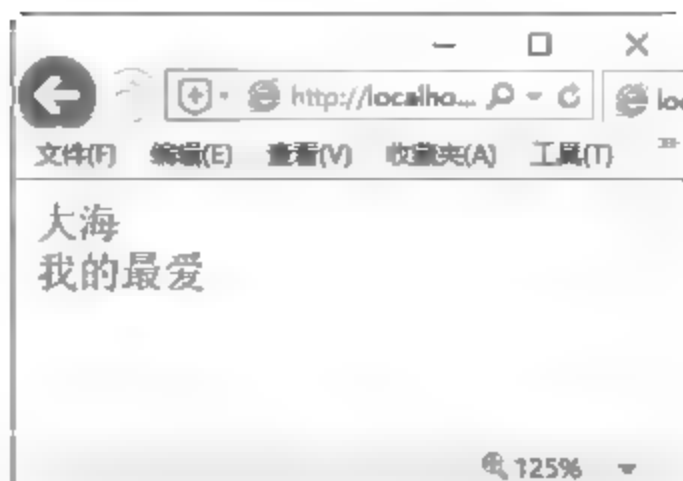 http://localho...
loc
文件(F) 编辑(E) 查看(V) 收藏夹(A) 工具(T) »
大海
我的最爱
125%